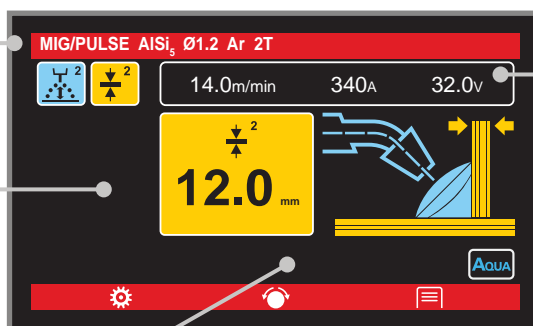 MIG/PULSE AlSi₅ Ø1.2 Ar 2T
2 2 14.0m/min 340A 32.0V
2
12.0 mm
AQUA